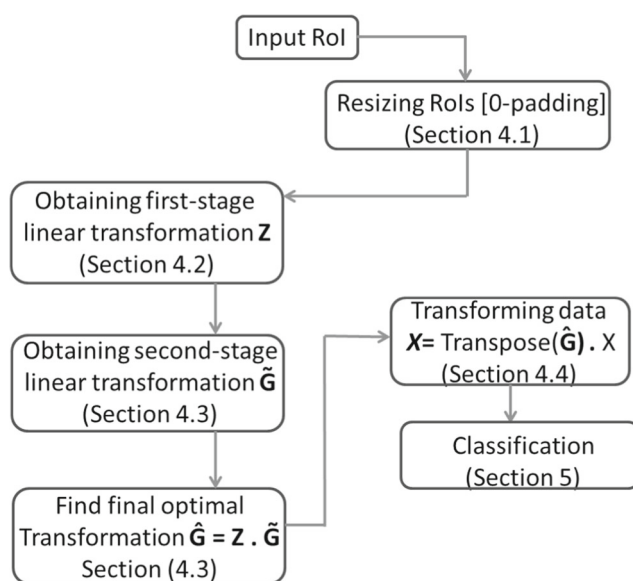 Input RoI
Resizing RoIs [0-padding]
(Section 4.1)
Obtaining first-stage
linear transformation Z
(Section 4.2)
Obtaining second-stage
linear transformation G̃
(Section 4.3)
Find final optimal
Transformation Ĝ = Z . G̃
Section (4.3)
Transforming data
X= Transpose(Ĝ) . X
(Section 4.4)
Classification
(Section 5)